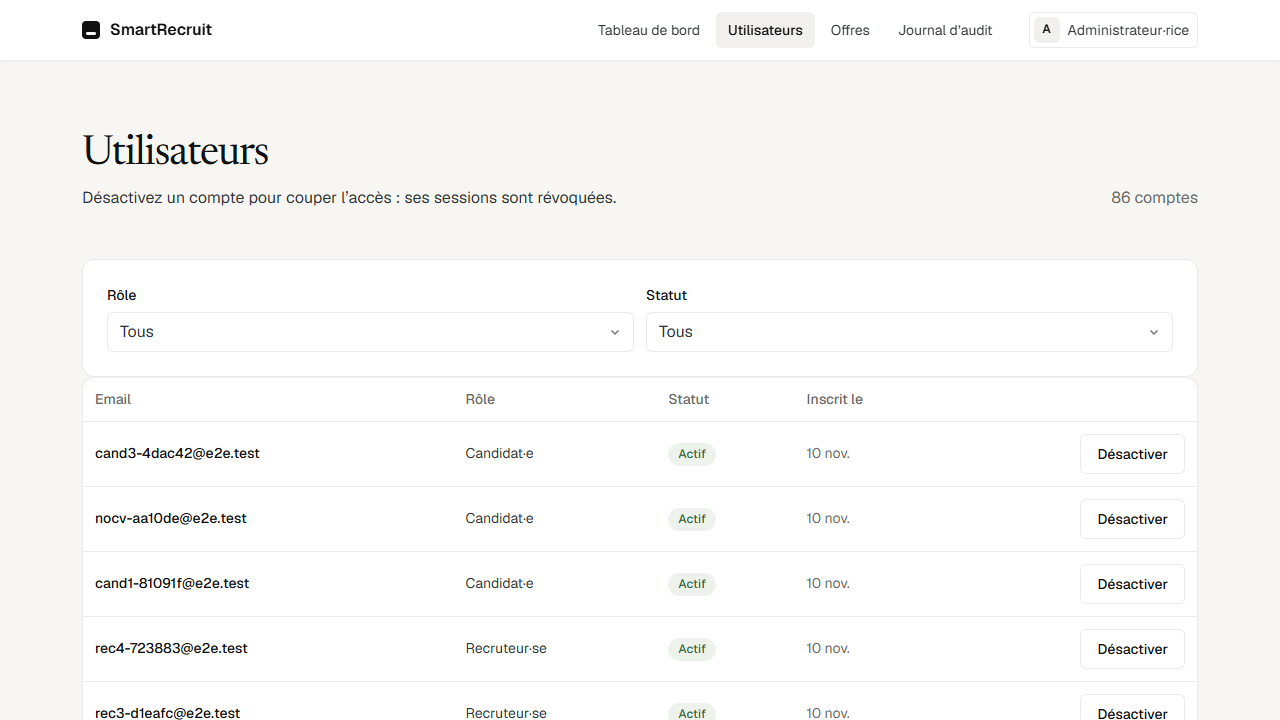 SmartRecruit
Tableau de bord
Utilisateurs
Offres
Journal d’audit
A
Administrateur·rice
Utilisateurs
Désactivez un compte pour couper l’accès : ses sessions sont révoquées.
86 comptes
Rôle
Statut
Tous
Tous
Email Rôle Statut Inscrit le
cand3-4dac42@e2e.test Candidat·e Actif 10 nov. Désactiver
nocv-aa10de@e2e.test Candidat·e Actif 10 nov. Désactiver
cand1-81091f@e2e.test Candidat·e Actif 10 nov. Désactiver
rec4-723883@e2e.test Recruteur·se Actif 10 nov. Désactiver
rec3-d1eafc@e2e.test Recruteur·se Actif 10 nov. Désactiver